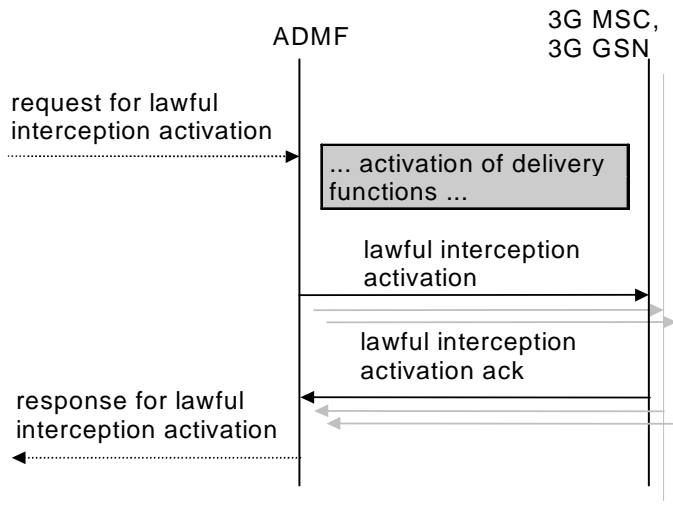 ADMF
3G MSC,
3G GSN
request for lawful
interception activation
... activation of delivery
functions ...
lawful interception
activation
lawful interception
activation ack
response for lawful
interception activation